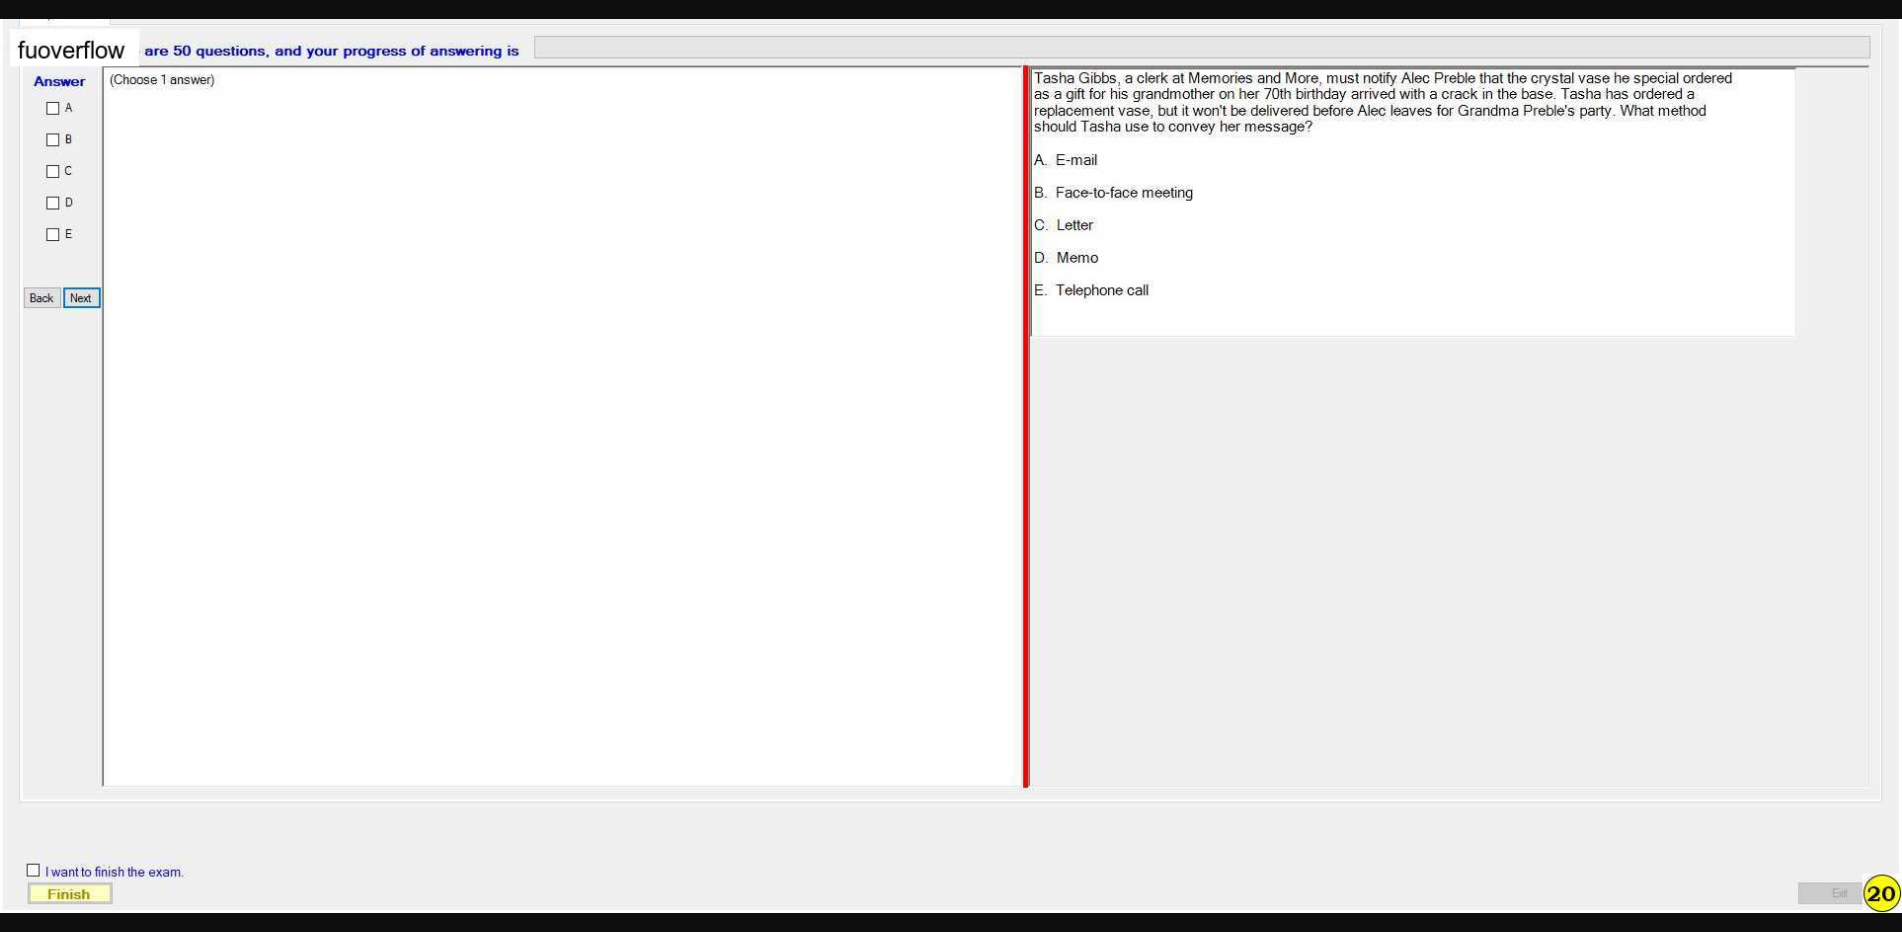 fuoverflow are 50 questions, and your progress of answering is
Answer
(Choose 1 answer)
A
B
C
D
E
Back Next
Tasha Gibbs, a clerk at Memories and More, must notify Alec Preble that the crystal vase he special ordered
as a gift for his grandmother on her 70th birthday arrived with a crack in the base. Tasha has ordered a
replacement vase, but it won't be delivered before Alec leaves for Grandma Preble's party. What method
should Tasha use to convey her message?
A. E-mail
B. Face-to-face meeting
C. Letter
D. Memo
E. Telephone call
I want to finish the exam.
Finish
Exit
20